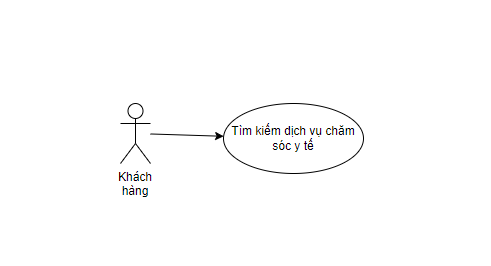 Tìm kiếm dịch vụ chăm
sóc y tế
Khách
hàng